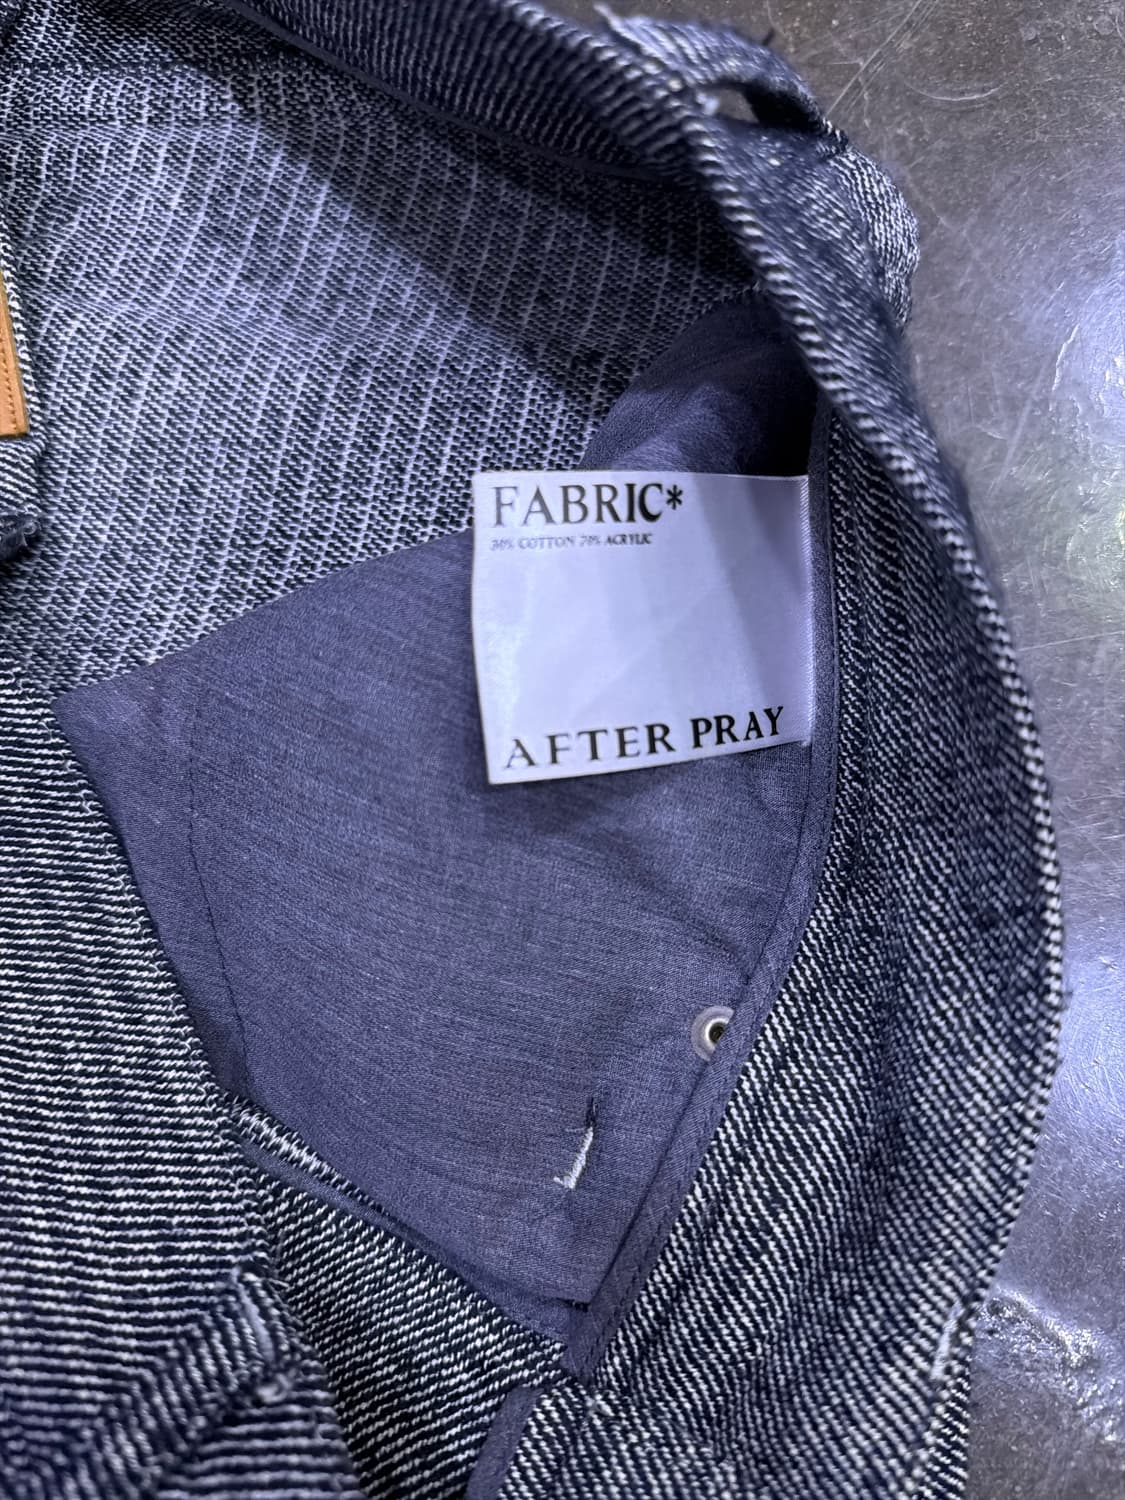 FABRIC*
30% COTTON 70% ACRYLIC
AFTER PRAY